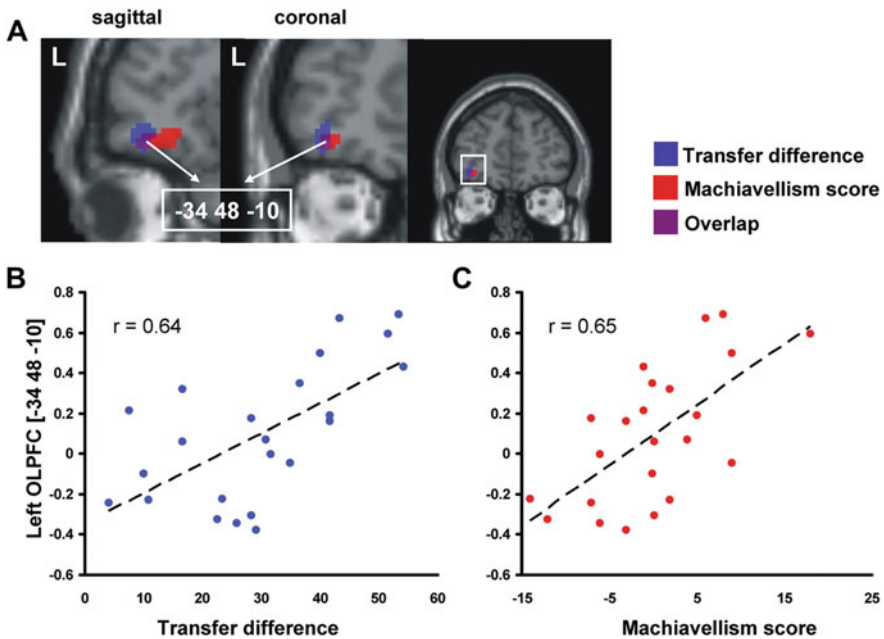 A
sagittal
coronal
L
L
-34 48 -10
Transfer difference
Machiavellism score
Overlap
B
r = 0.64
Left OLPFC [-34 48 -10]
0.8
0.6
0.4
0.2
0
-0.2
-0.4
-0.6
0 10 20 30 40 50 60
Transfer difference
C
r = 0.65
0.8
0.6
0.4
0.2
0
-0.2
-0.4
-0.6
-15 -5 5 15 25
Machiavellism score